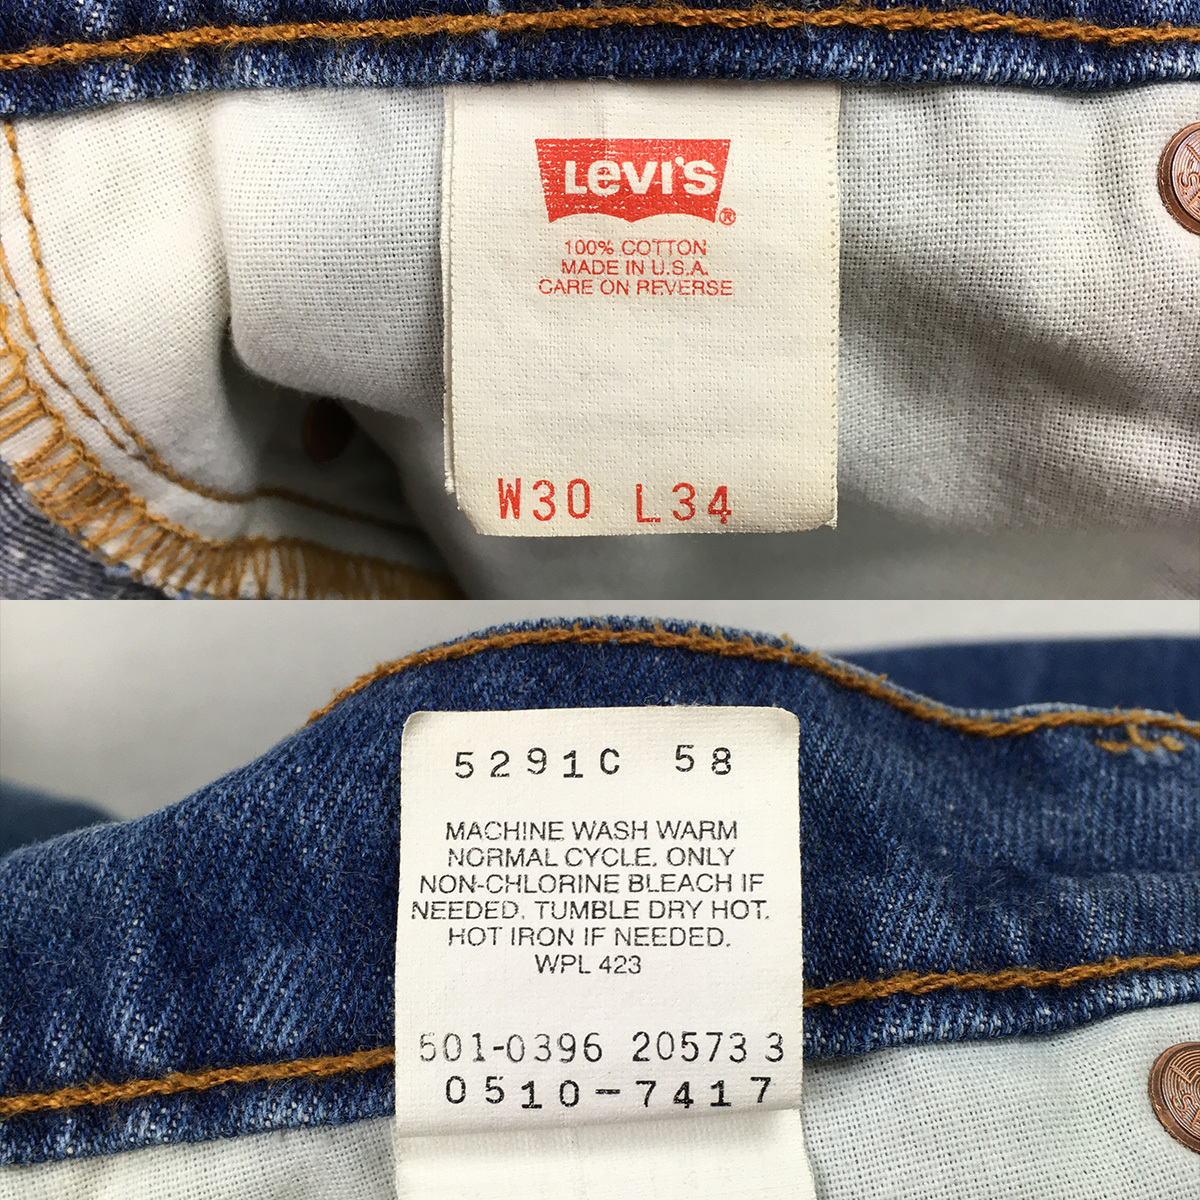 LEVI'S ®
100% COTTON
MADE IN U.S.A.
CARE ON REVERSE
W30 L34
5291C 58
MACHINE WASH WARM
NORMAL CYCLE. ONLY
NON-CHLORINE BLEACH IF
NEEDED. TUMBLE DRY HOT.
HOT IRON IF NEEDED.
WPL 423
501-0396 20573 3
0510-7417